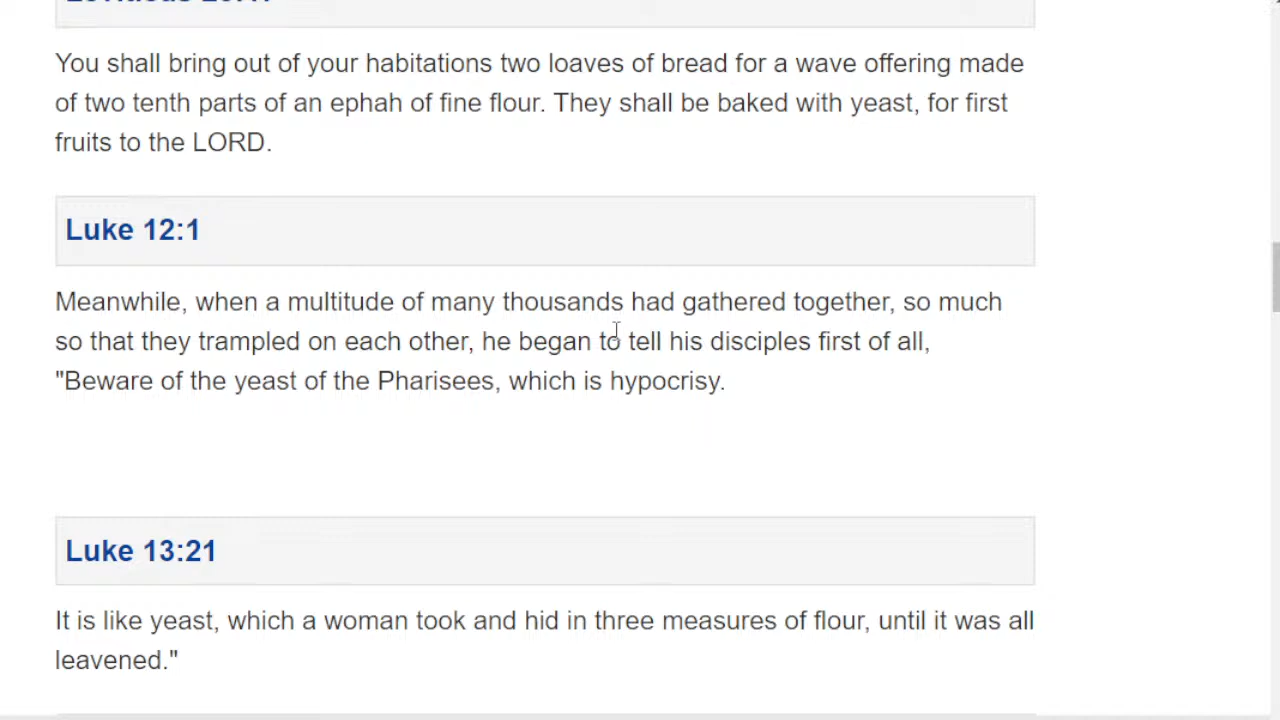 You shall bring out of your habitations two loaves of bread for a wave offering made
of two tenth parts of an ephah of fine flour. They shall be baked with yeast, for first
fruits to the LORD.
Luke 12:1
Meanwhile, when a multitude of many thousands had gathered together, so much
so that they trampled on each other, he began to tell his disciples first of all,
"Beware of the yeast of the Pharisees, which is hypocrisy.
Luke 13:21
It is like yeast, which a woman took and hid in three measures of flour, until it was all
leavened."